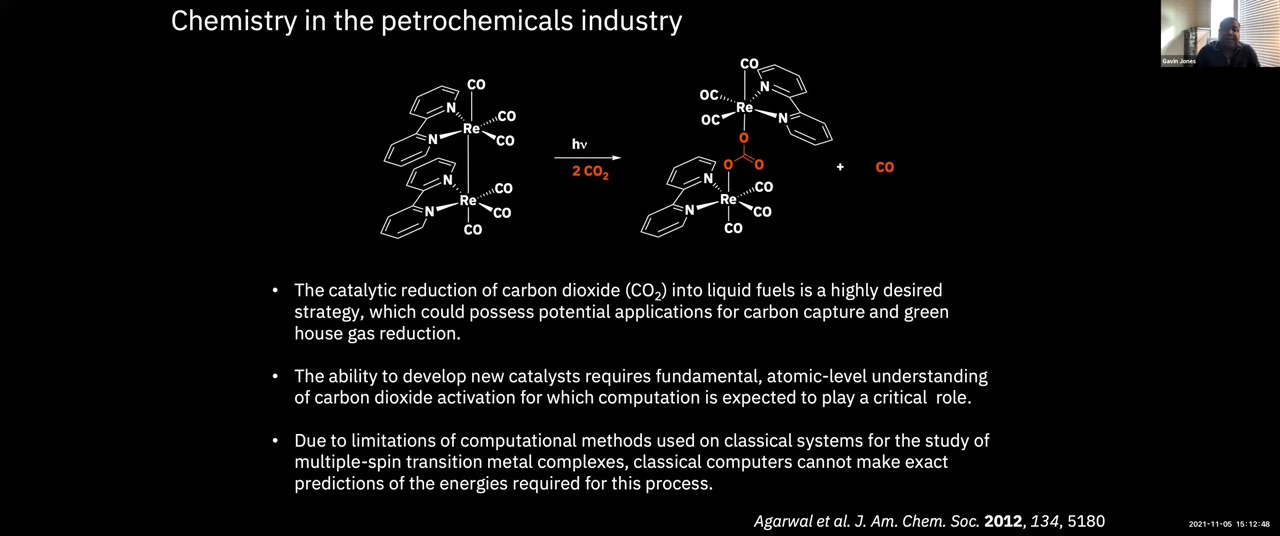 Chemistry in the petrochemicals industry
Gavin Jones
CO
N
Re
CO
N
CO
N
Re
CO
N
CO
CO
hν
2 CO₂
CO
OC
N
Re
OC
N
O
O
O
N
CO
Re
N
CO
CO
+
CO
• The catalytic reduction of carbon dioxide (CO₂) into liquid fuels is a highly desired
strategy, which could possess potential applications for carbon capture and green
house gas reduction.
• The ability to develop new catalysts requires fundamental, atomic-level understanding
of carbon dioxide activation for which computation is expected to play a critical role.
• Due to limitations of computational methods used on classical systems for the study of
multiple-spin transition metal complexes, classical computers cannot make exact
predictions of the energies required for this process.
Agarwal et al. J. Am. Chem. Soc. 2012, 134, 5180
2021-11-05 15:12:48